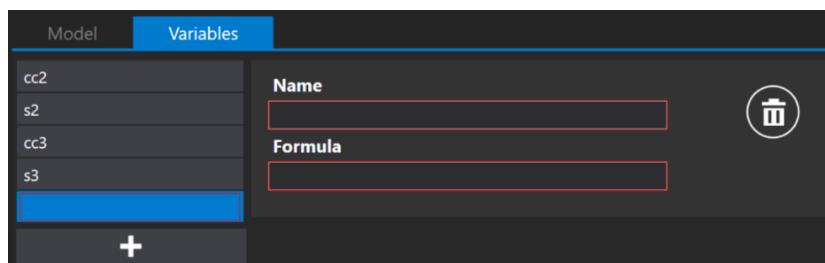 Model Variables
cc2
s2
cc3
s3
Name
Formula